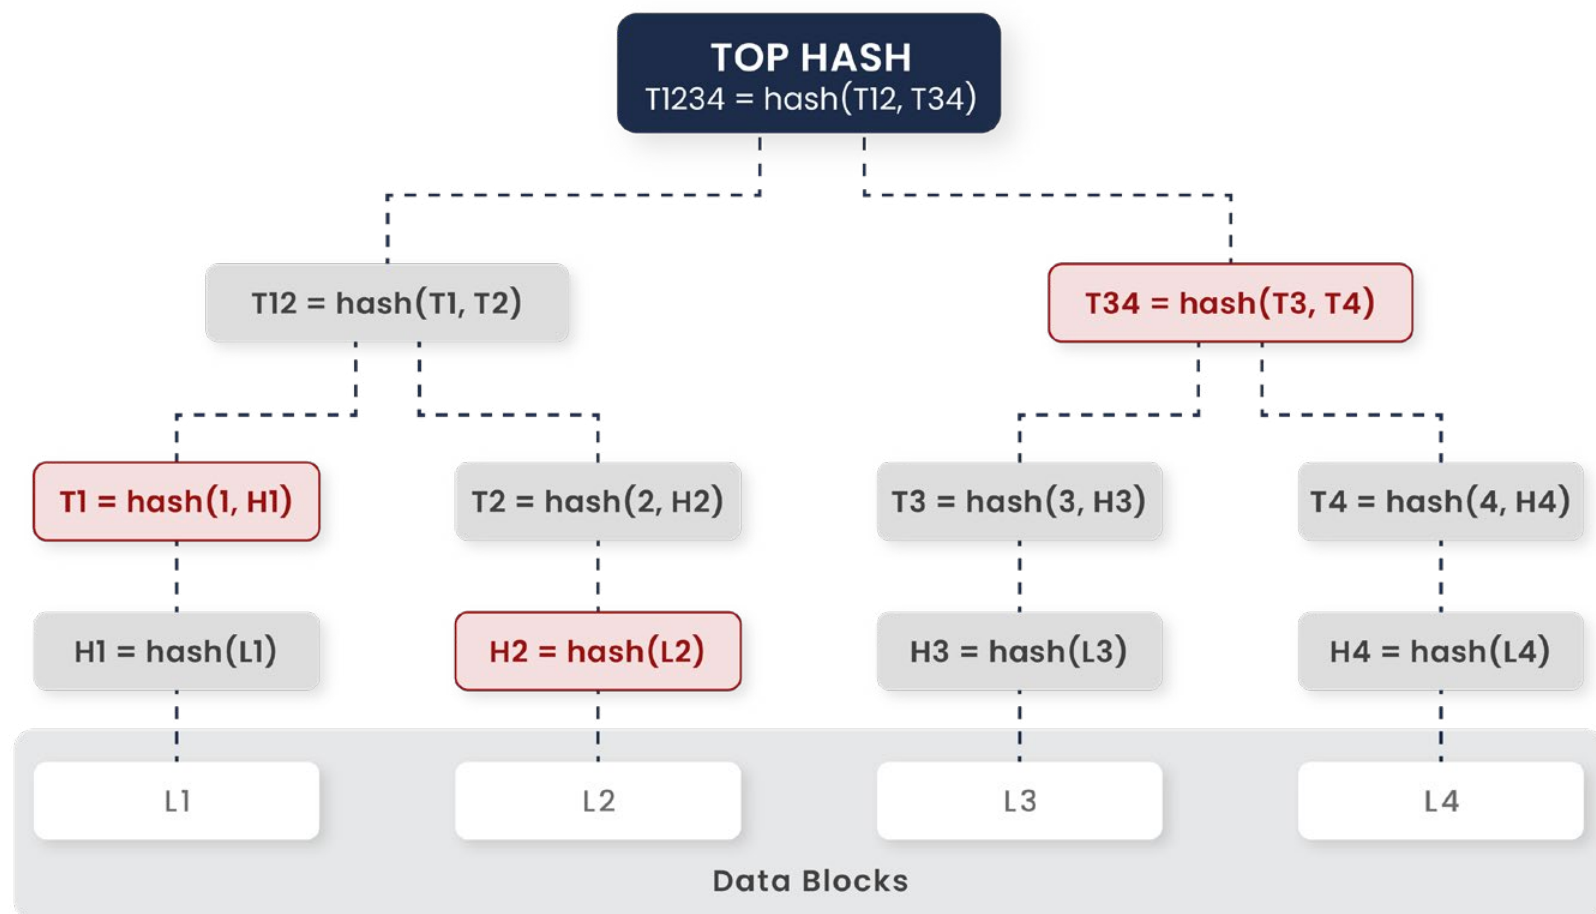 TOP HASH
T1234 = hash(T12, T34)
T12 = hash(T1, T2)
T34 = hash(T3, T4)
T1 = hash(1, H1)
T2 = hash(2, H2)
T3 = hash(3, H3)
T4 = hash(4, H4)
H1 = hash(L1)
H2 = hash(L2)
H3 = hash(L3)
H4 = hash(L4)
L1
L2
L3
L4
Data Blocks